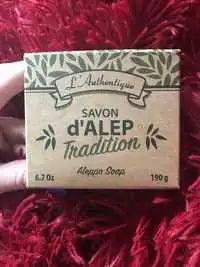 L'Authentique
SAVON
d'ALEP
Tradition
Aleppo Soap
6.7 Oz 190 g